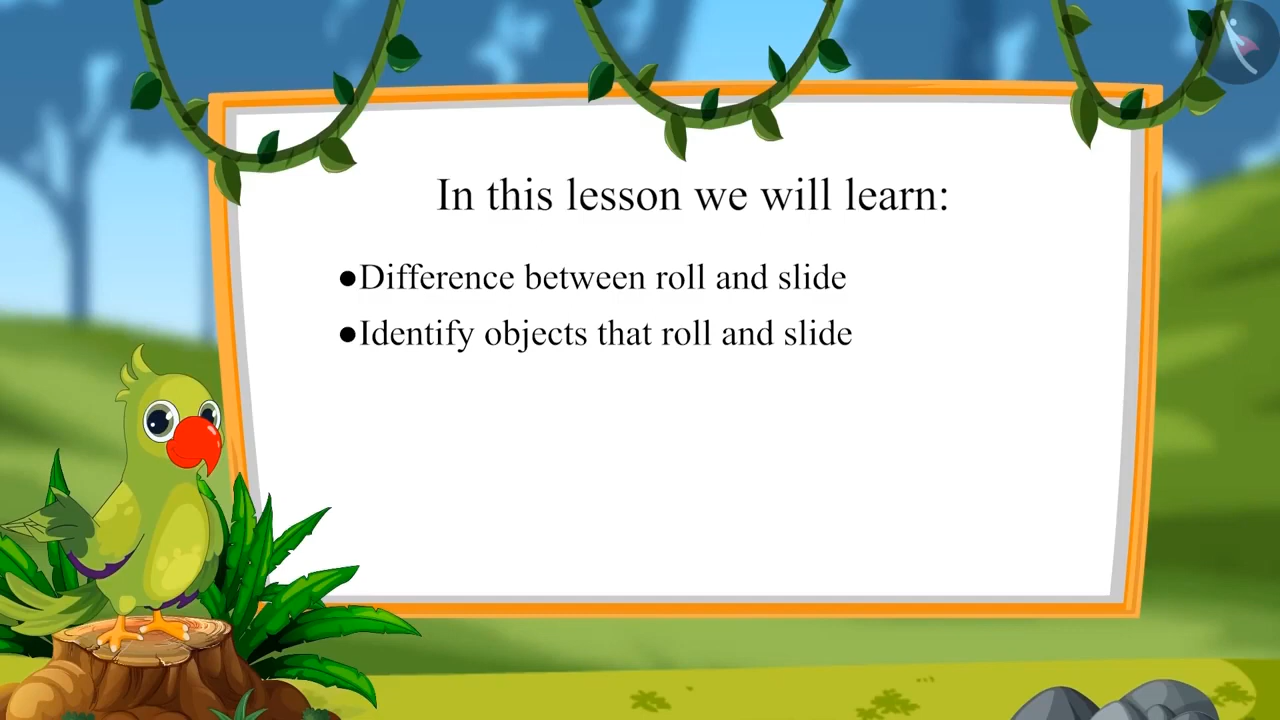 In this lesson we will learn:
●Difference between roll and slide
●Identify objects that roll and slide